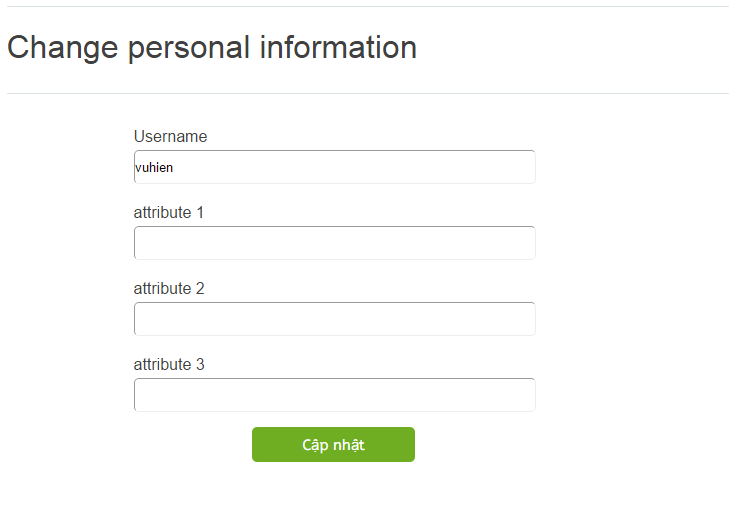 Change personal information
Username
vuhien
attribute 1
attribute 2
attribute 3
Cập nhật